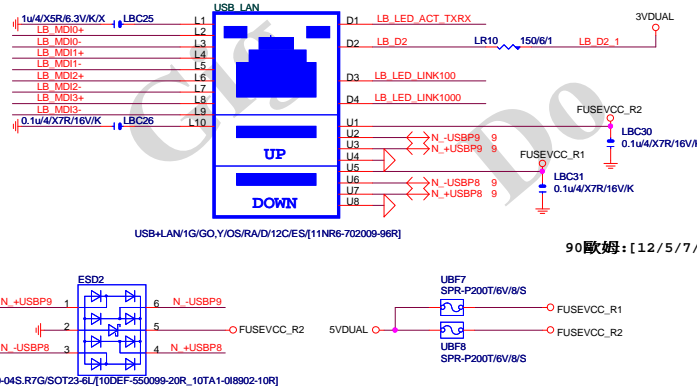 USB_LAN
1u/4/X5R/6.3V/K/X LBC25 L1 D1 LB_LED_ACT_TXRX 3VDUAL
LB_MDI0+ L2
LB_MDI0- L3 D2 LB_D2 LR10 150/6/1 LB_D2_1
LB_MDI1+ L4
LB_MDI1- L5
LB_MDI2+ L6 D3 LB_LED_LINK100
LB_MDI2- L7
LB_MDI3+ L8 D4 LB_LED_LINK1000
LB_MDI3- L9
0.1u/4/X7R/16V/K LBC26 L10 U1 FUSEVCC_R2
U2 N_-USBP9 9
U3 N_+USBP9 9
LBC30
0.1u/4/X7R/16V/
UP U4 FUSEVCC_R1
U5
U6 N_-USBP8 9
U7 N_+USBP8 9
LBC31
0.1u/4/X7R/16V/K
DOWN U8
Gig
Do
USB+LAN/1G/GO,Y/OS/RA/D/12C/ES/[11NR6-702009-96R]
90歐姆:[12/5/7/
ESD2
N_+USBP9 1 6 N_-USBP9
2 5 FUSEVCC_R2
N_-USBP8 3 4 N_+USBP8
-04S.R7G/SOT23-6L/[10DEF-550099-20R_10TA1-0I8902-10R]
UBF7
SPR-P200T/6V/8/S
FUSEVCC_R1
5VDUAL FUSEVCC_R2
UBF8
SPR-P200T/6V/8/S